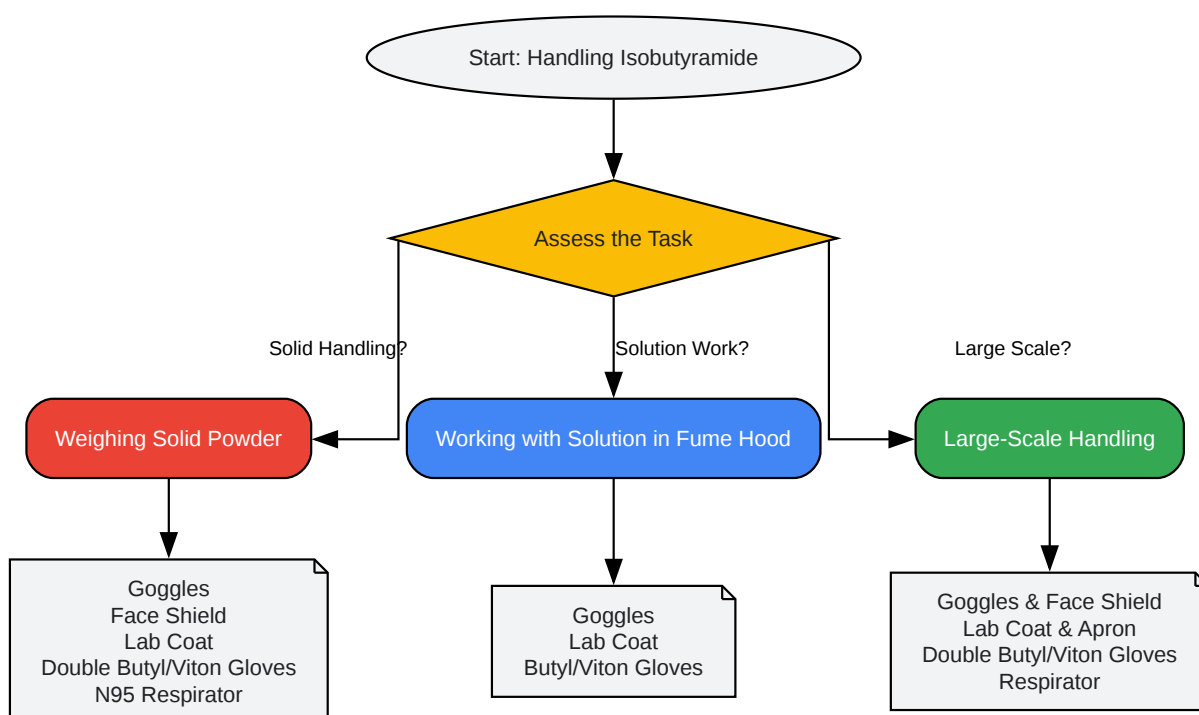 Start: Handling Isobutyramide
Assess the Task
Solid Handling?
Solution Work?
Large Scale?
Weighing Solid Powder
Working with Solution in Fume Hood
Large-Scale Handling
Goggles
Face Shield
Lab Coat
Double Butyl/Viton Gloves
N95 Respirator
Goggles
Lab Coat
Butyl/Viton Gloves
Goggles & Face Shield
Lab Coat & Apron
Double Butyl/Viton Gloves
Respirator